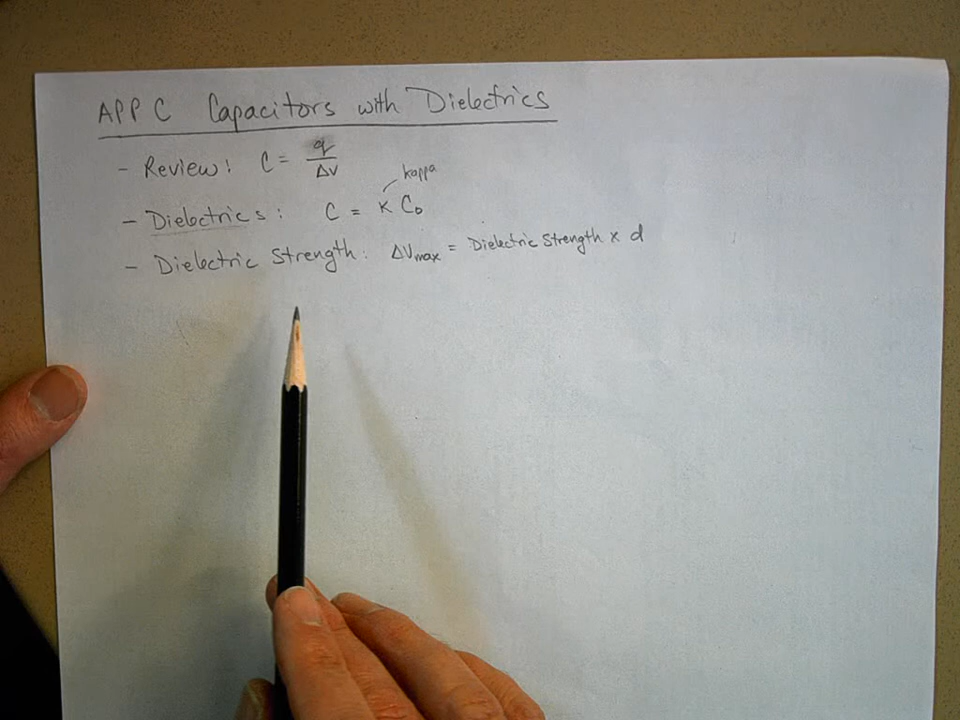 APP C Capacitors with Dielectrics
- Review: C = q/ΔV
kappa
- Dielectrics: C = κ C₀
- Dielectric Strength: ΔVmax = Dielectric Strength x d